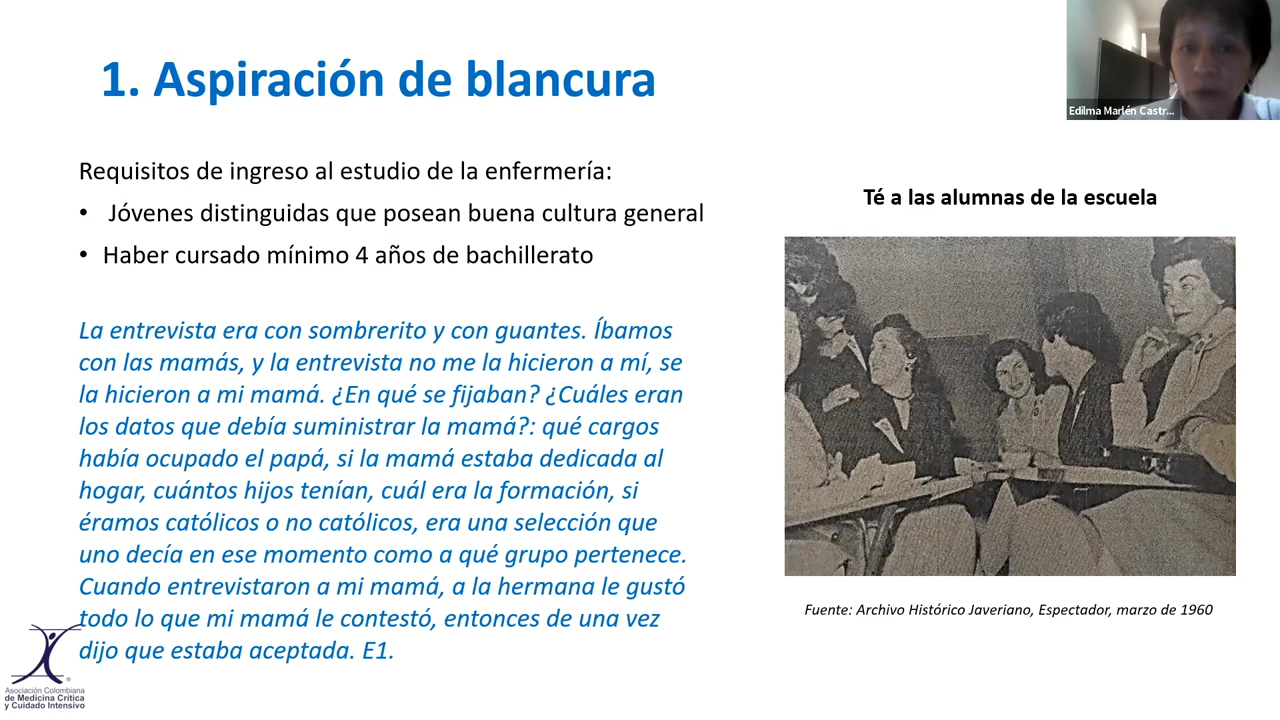 1. Aspiración de blancura
Edilma Marlén Castr...
Requisitos de ingreso al estudio de la enfermería:
• Jóvenes distinguidas que posean buena cultura general
• Haber cursado mínimo 4 años de bachillerato
La entrevista era con sombrerito y con guantes. Íbamos
con las mamás, y la entrevista no me la hicieron a mí, se
la hicieron a mi mamá. ¿En qué se fijaban? ¿Cuáles eran
los datos que debía suministrar la mamá?: qué cargos
había ocupado el papá, si la mamá estaba dedicada al
hogar, cuántos hijos tenían, cuál era la formación, si
éramos católicos o no católicos, era una selección que
uno decía en ese momento como a qué grupo pertenece.
Cuando entrevistaron a mi mamá, a la hermana le gustó
todo lo que mi mamá le contestó, entonces de una vez
dijo que estaba aceptada. E1.
Té a las alumnas de la escuela
Fuente: Archivo Histórico Javeriano, Espectador, marzo de 1960
®
Asociación Colombiana
de Medicina Crítica
y Cuidado Intensivo